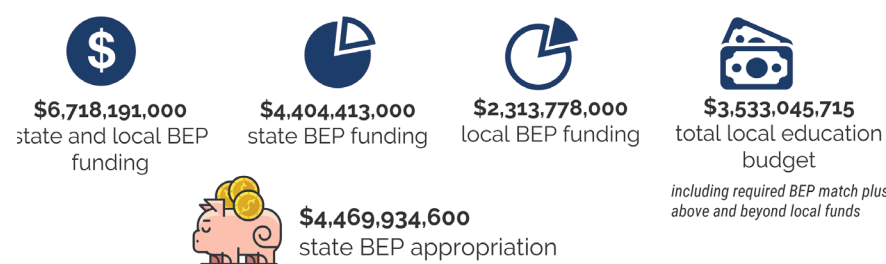 $
$6,718,191,000
state and local BEP
funding
$4,404,413,000
state BEP funding
$2,313,778,000
local BEP funding
$3,533,045,715
total local education
budget
including required BEP match plus
above and beyond local funds
$4,469,934,600
state BEP appropriation